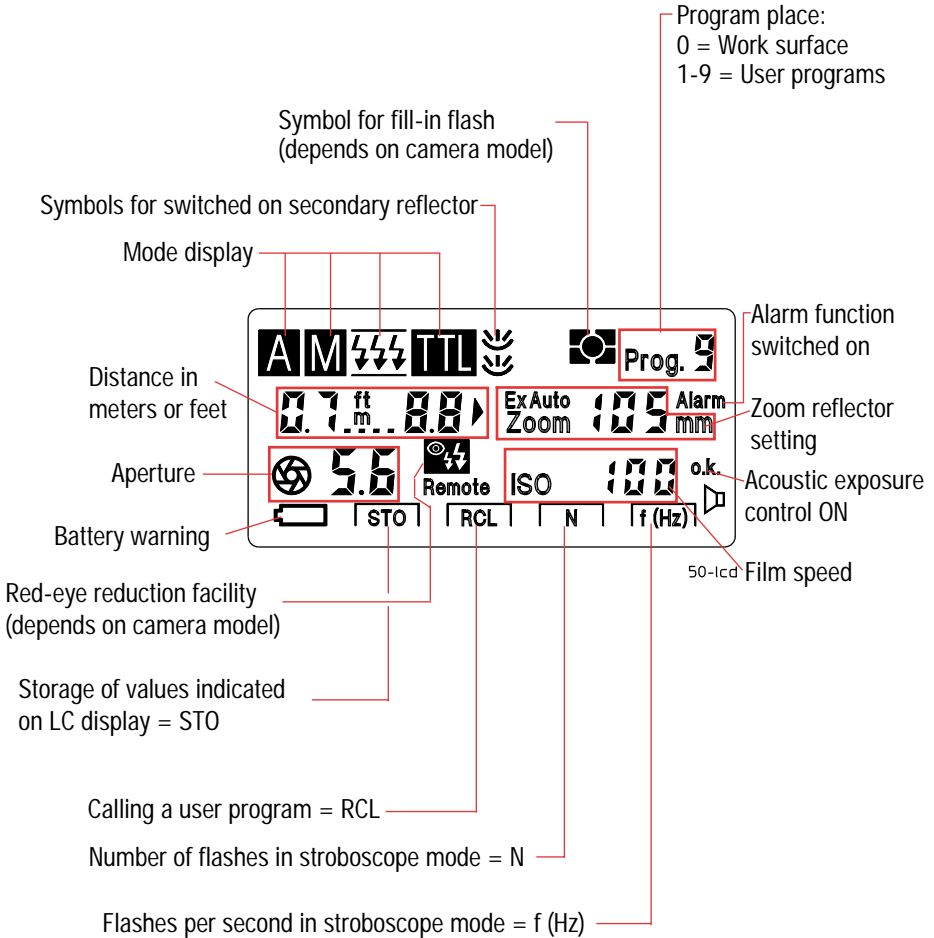 Program place:
0 = Work surface
1-9 = User programs
Symbol for fill-in flash
(depends on camera model)
Symbols for switched on secondary reflector
Mode display
Alarm function
switched on
A M TTL Prog. 9
Distance in
meters or feet
0.7 ft m .... 8.8 Ex Auto Zoom 105 mm Alarm
Zoom reflector
setting
Aperture
5.6 Remote ISO 100 o.k.
Acoustic exposure
control ON
Battery warning
STO RCL N f (Hz)
50-lcd
Film speed
Red-eye reduction facility
(depends on camera model)
Storage of values indicated
on LC display = STO
Calling a user program = RCL
Number of flashes in stroboscope mode = N
Flashes per second in stroboscope mode = f (Hz)